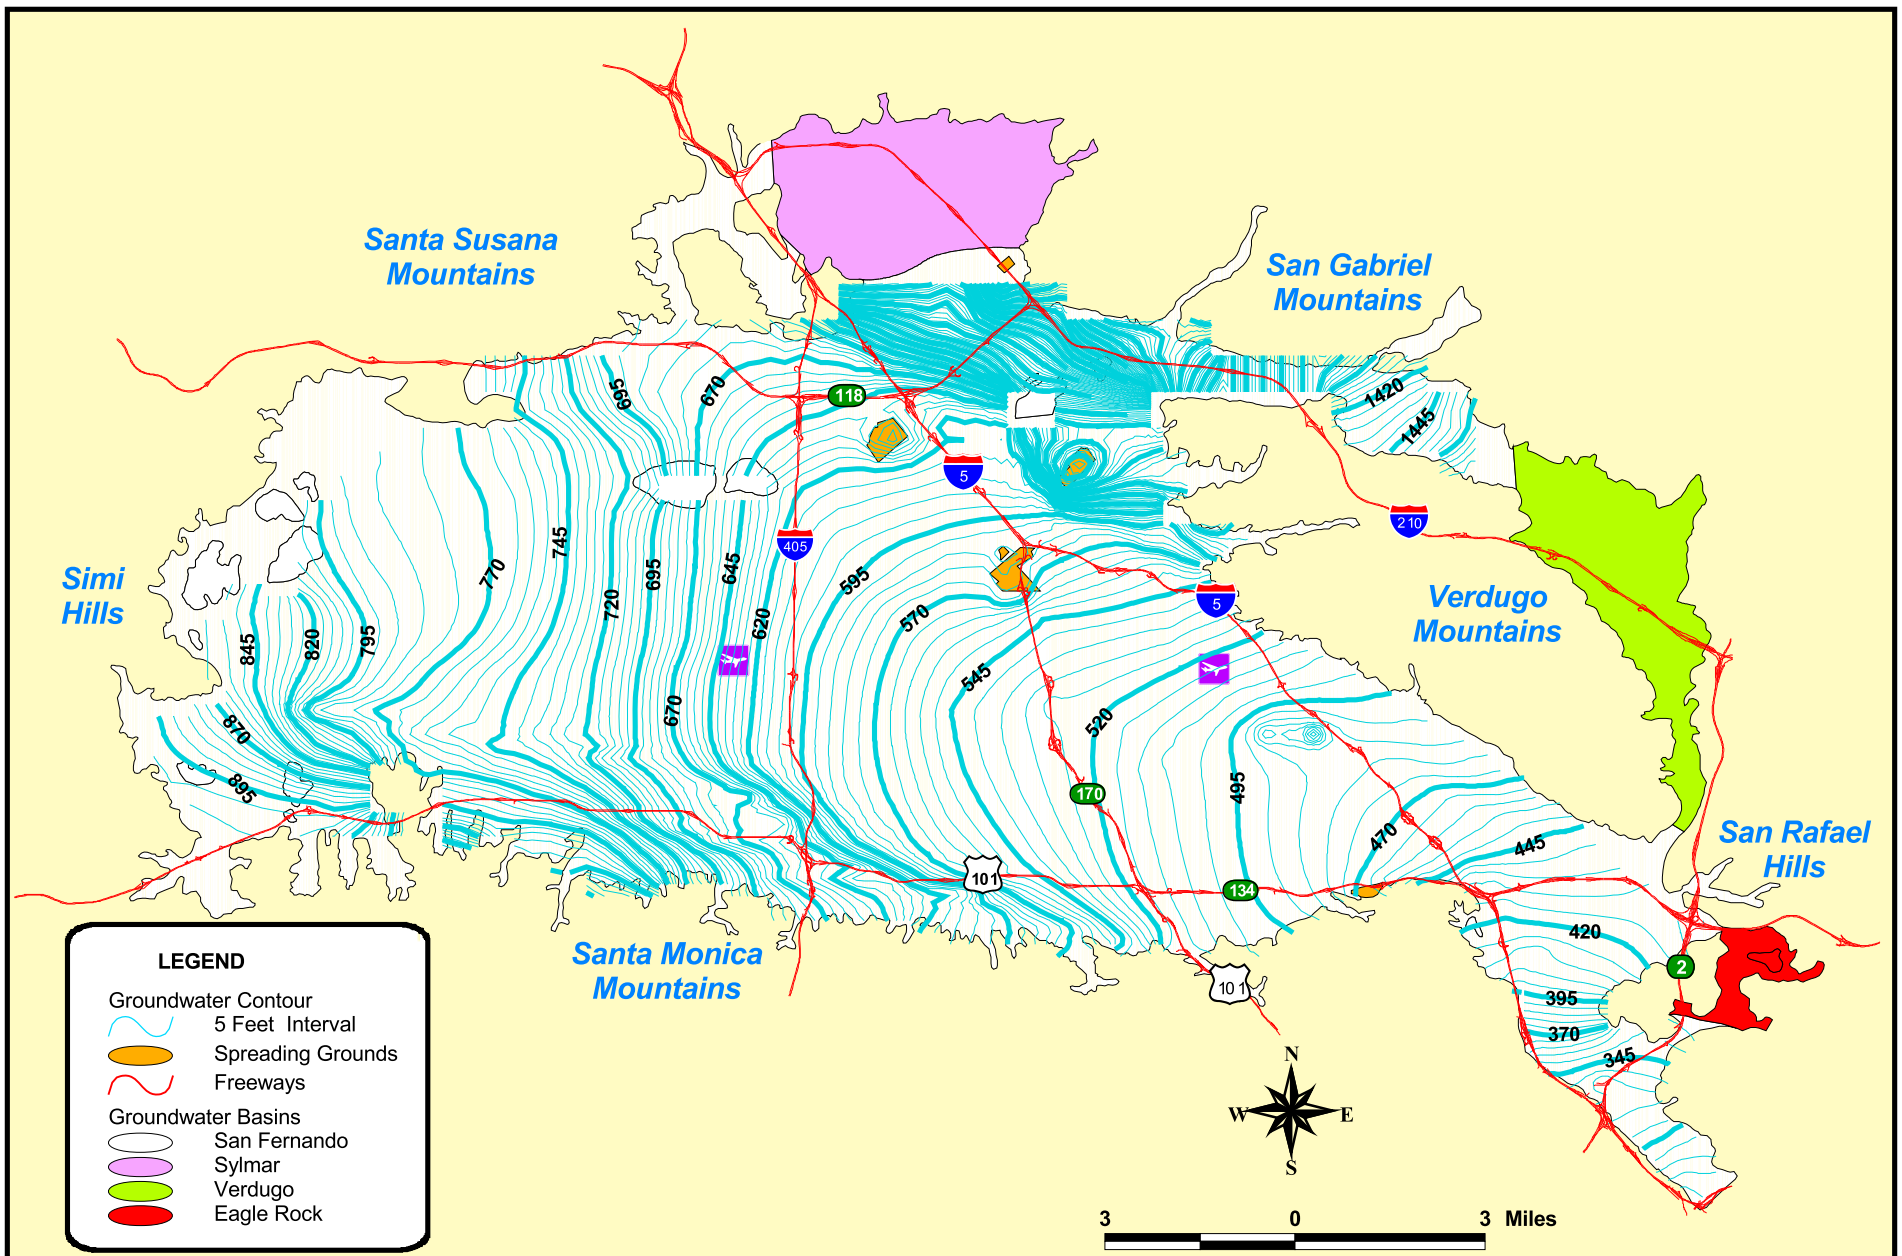 Santa Susana
Mountains
San Gabriel
Mountains
Simi
Hills
Verdugo
Mountains
San Rafael
Hills
Santa Monica
Mountains
118
5
405
210
5
170
101
134
101
2
695
670
1420
1445
770
745
720
695
645
620
670
595
570
545
520
495
470
445
420
395
370
345
845
820
795
870
895
LEGEND
Groundwater Contour
5 Feet Interval
Spreading Grounds
Freeways
Groundwater Basins
San Fernando
Sylmar
Verdugo
Eagle Rock
N
W
E
S
3 0 3 Miles